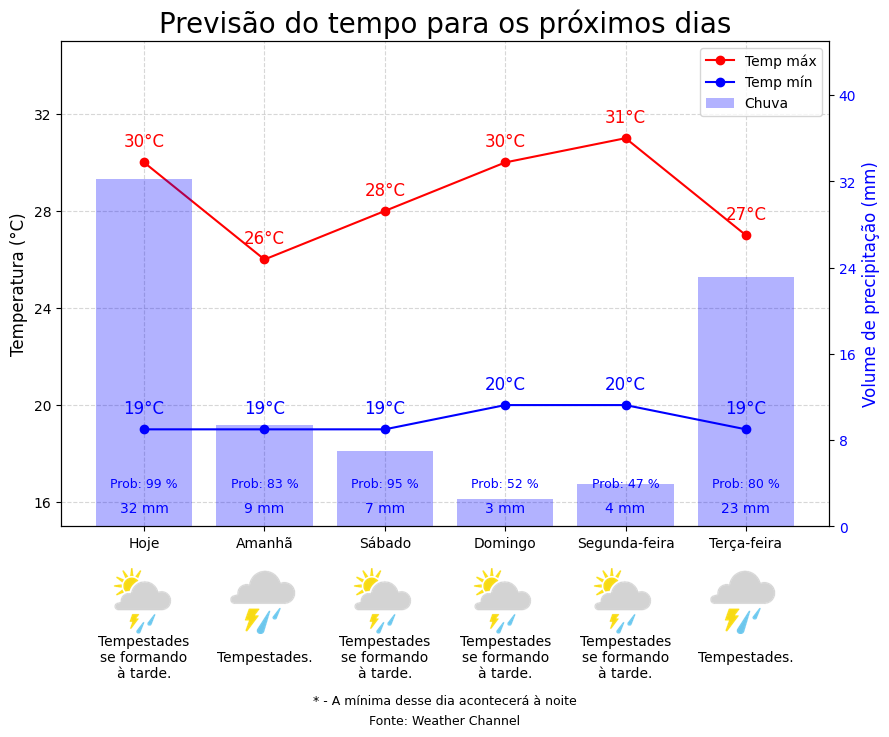 Previsão do tempo para os próximos dias
Temp máx
Temp mín
Chuva
Temperatura (°C)
Volume de precipitação (mm)
32
28
24
20
16
40
32
24
16
8
0
30°C
26°C
28°C
30°C
31°C
27°C
19°C
19°C
19°C
20°C
20°C
19°C
Prob: 99 %
Prob: 83 %
Prob: 95 %
Prob: 52 %
Prob: 47 %
Prob: 80 %
32 mm
9 mm
7 mm
3 mm
4 mm
23 mm
Hoje
Amanhã
Sábado
Domingo
Segunda-feira
Terça-feira
Tempestades
se formando
à tarde.
Tempestades.
Tempestades
se formando
à tarde.
Tempestades
se formando
à tarde.
Tempestades
se formando
à tarde.
Tempestades.
* - A mínima desse dia acontecerá à noite
Fonte: Weather Channel